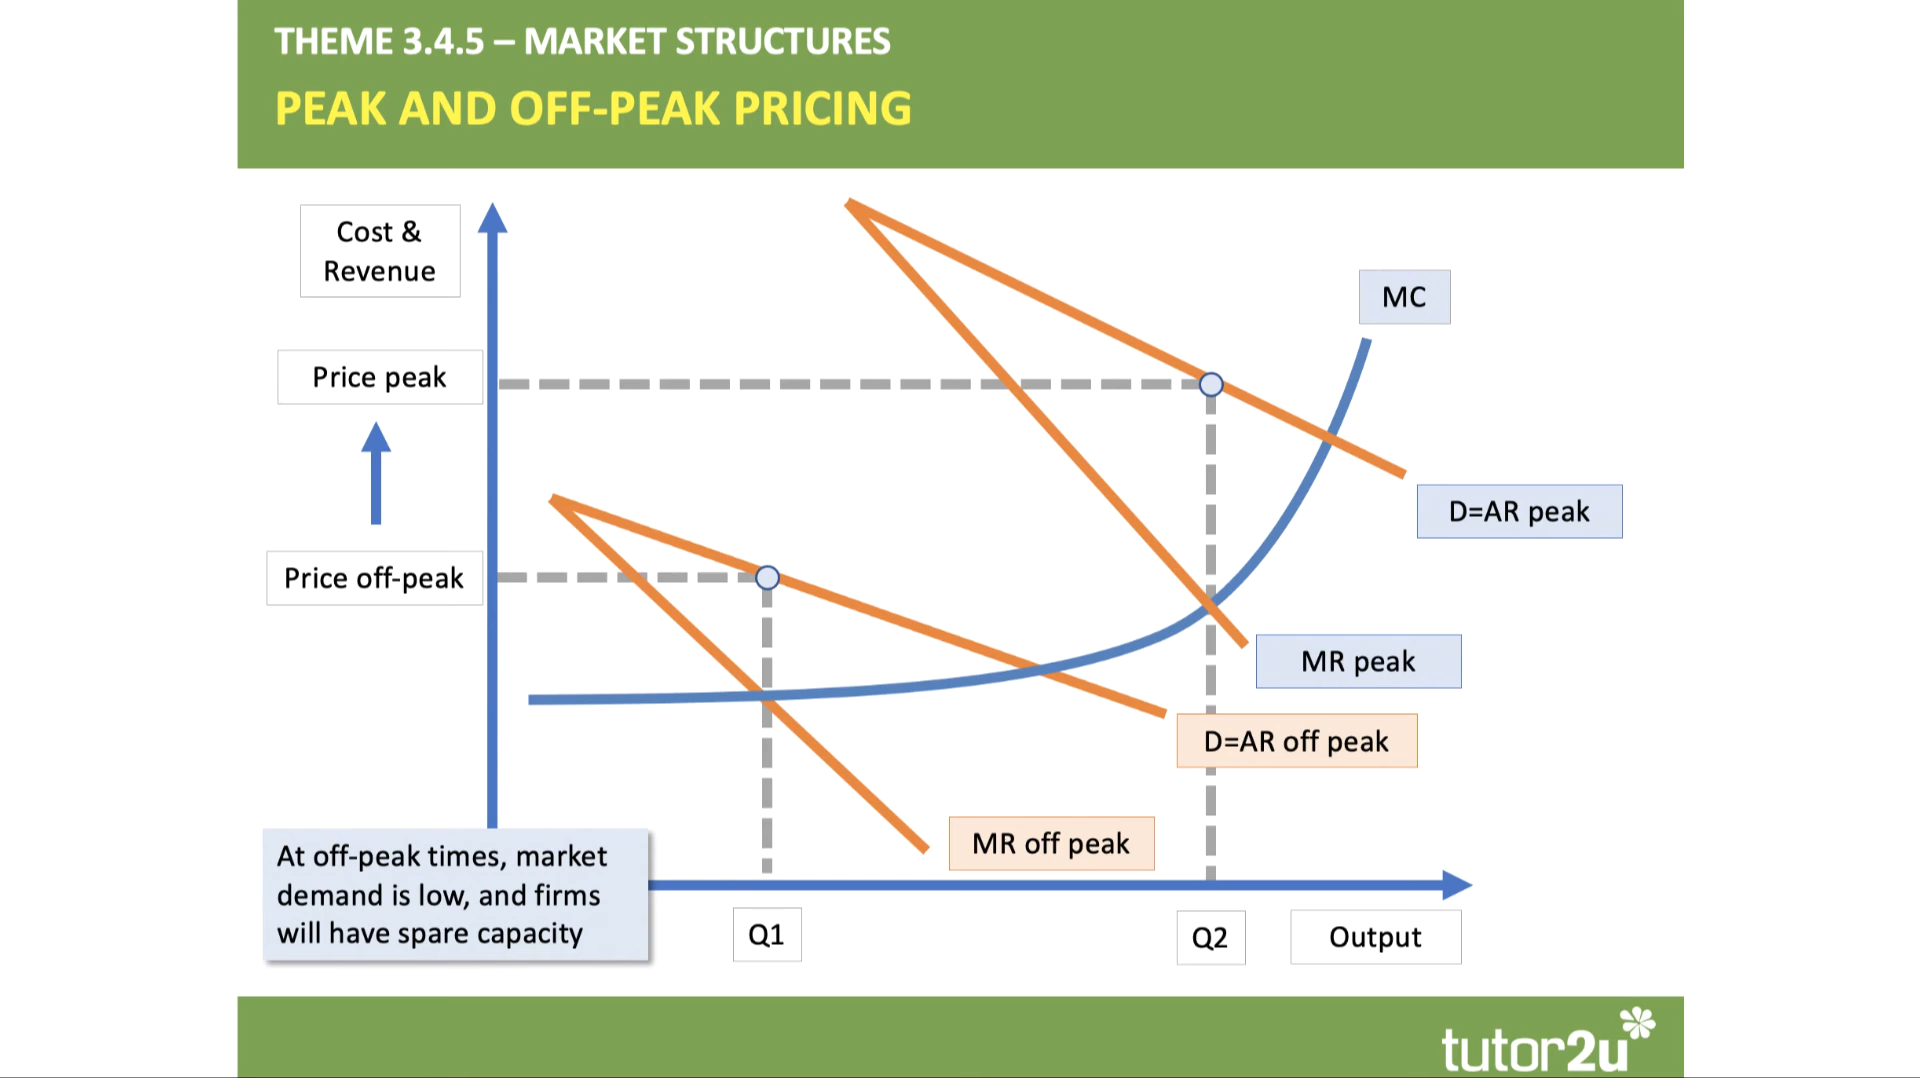 THEME 3.4.5 – MARKET STRUCTURES
PEAK AND OFF-PEAK PRICING
Cost &
Revenue
MC
Price peak
D=AR peak
Price off-peak
MR peak
D=AR off peak
MR off peak
At off-peak times, market
demand is low, and firms
will have spare capacity
Q1
Q2
Output
tutor2u